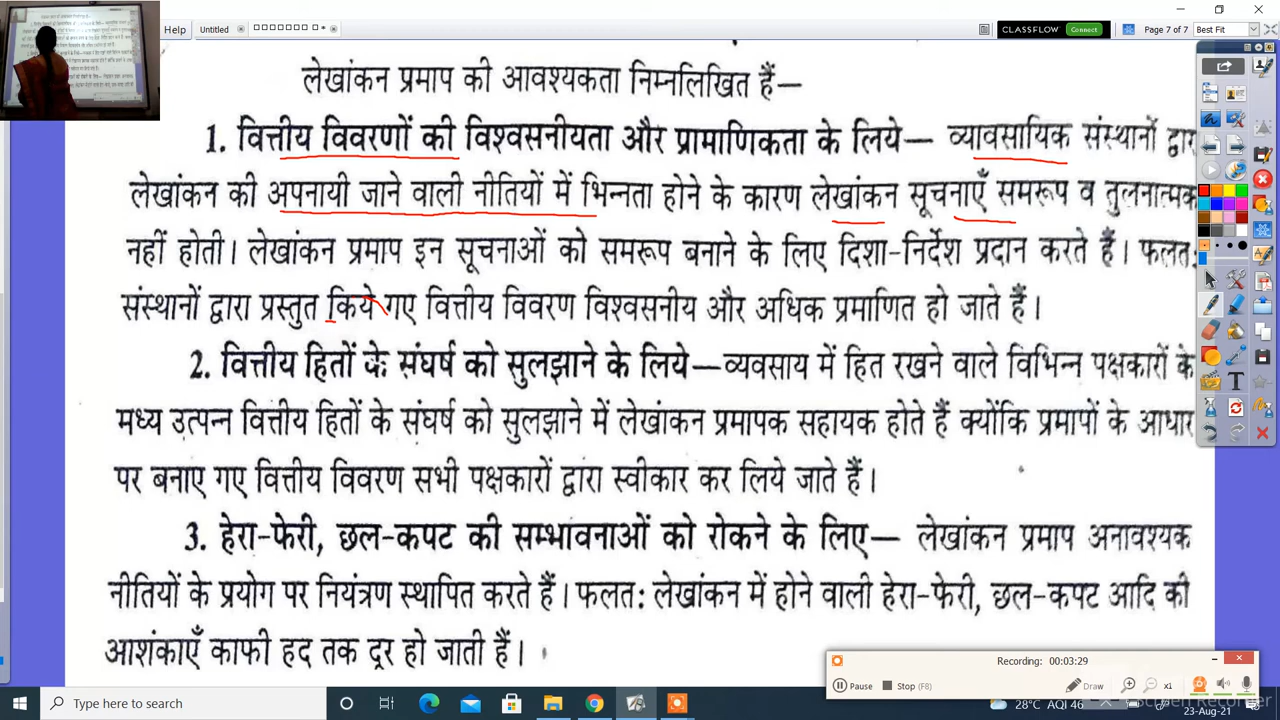 Help
Untitled
CLASSFLOW Connect
Page 7 of 7
Best Fit
लेखांकन प्रमाप की आवश्यकता निम्नलिखित हैं—
1. वित्तीय विवरणों की विश्वसनीयता और प्रामाणिकता के लिये— व्यावसायिक संस्थानों द्वारा
लेखांकन की अपनायी जाने वाली नीतियों में भिन्नता होने के कारण लेखांकन सूचनाएँ समरूप व तुलनात्मक
नहीं होती। लेखांकन प्रमाप इन सूचनाओं को समरूप बनाने के लिए दिशा-निर्देश प्रदान करते हैं। फलत:
संस्थानों द्वारा प्रस्तुत किये गए वित्तीय विवरण विश्वसनीय और अधिक प्रमाणित हो जाते हैं।
2. वित्तीय हितों के संघर्ष को सुलझाने के लिये—व्यवसाय में हित रखने वाले विभिन्न पक्षकारों के
मध्य उत्पन्न वित्तीय हितों के संघर्ष को सुलझाने में लेखांकन प्रमापक सहायक होते हैं क्योंकि प्रमापों के आधार
पर बनाए गए वित्तीय विवरण सभी पक्षकारों द्वारा स्वीकार कर लिये जाते हैं।
3. हेरा-फेरी, छल-कपट की सम्भावनाओं को रोकने के लिए— लेखांकन प्रमाप अनावश्यक
नीतियों के प्रयोग पर नियंत्रण स्थापित करते हैं। फलत: लेखांकन में होने वाली हेरा-फेरी, छल-कपट आदि की
आशंकाएँ काफी हद तक दूर हो जाती हैं।
Recording: 00:03:29
Pause
Stop (F8)
Draw
x1
Type here to search
28°C AQI 46
23-Aug-21